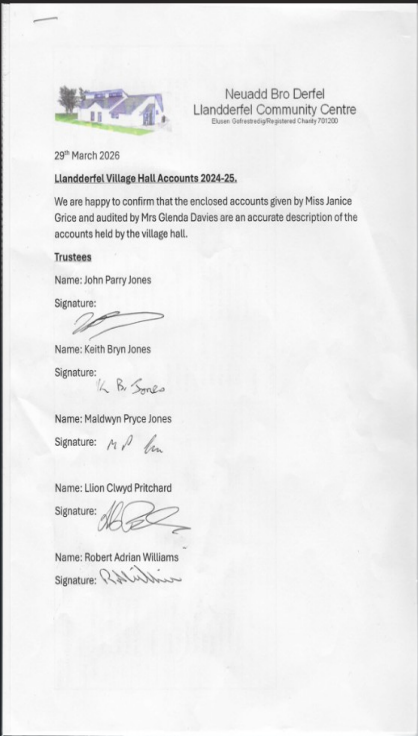 Neuadd Bro Derfel
Llandderfel Community Centre
Elusen Gofrestredig/Registered Charity 701200
29th March 2026
Llandderfel Village Hall Accounts 2024-25.
We are happy to confirm that the enclosed accounts given by Miss Janice
Grice and audited by Mrs Glenda Davies are an accurate description of the
accounts held by the village hall.
Trustees
Name: John Parry Jones
Signature:
Name: Keith Bryn Jones
Signature:
K Br Jones
Name: Maldwyn Pryce Jones
Signature: M P
Name: Llion Clwyd Pritchard
Signature:
Name: Robert Adrian Williams
Signature: RAWilliams